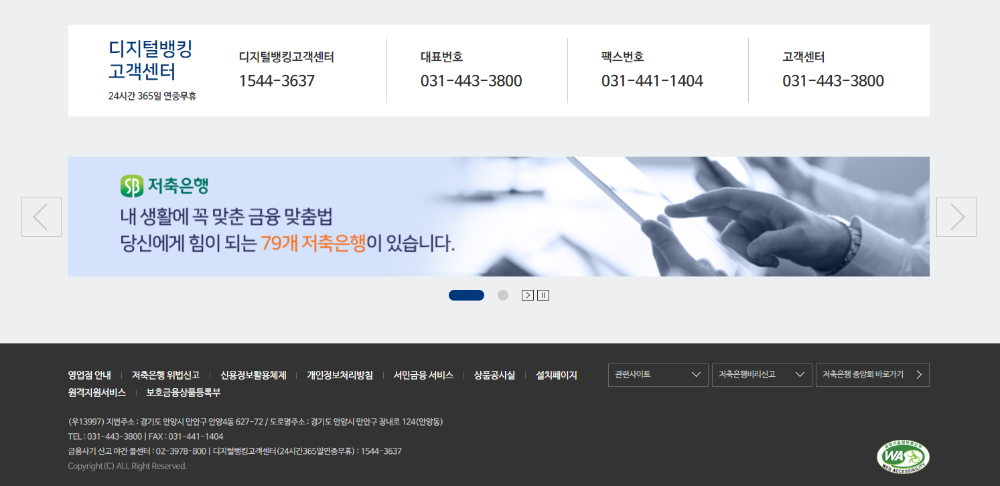 디지털뱅킹
고객센터
24시간 365일 연중무휴
디지털뱅킹고객센터
1544-3637
대표번호
031-443-3800
팩스번호
031-441-1404
고객센터
031-443-3800
SB 저축은행
내 생활에 꼭 맞춘 금융 맞춤법
당신에게 힘이 되는 79개 저축은행이 있습니다.
영업점 안내 | 저축은행 위법신고 | 신용정보활용체제 | 개인정보처리방침 | 서민금융 서비스 | 상품공시실 | 설치페이지
원격지원서비스 | 보호금융상품등록부
관련사이트
저축은행비리신고
저축은행 중앙회 바로가기
(우13997) 지번주소 : 경기도 안양시 만안구 안양4동 627-72 / 도로명주소 : 경기도 안양시 만안구 장내로 124(안양동)
TEL : 031-443-3800 | FAX : 031-441-1404
금융사기 신고 야간 콜센터 : 02-3978-800 | 디지털뱅킹고객센터(24시간365일연중무휴) : 1544-3637
Copyright(C) ALL Right Reserved.
과학기술정보통신부
WA
WEB ACCESSIBILITY